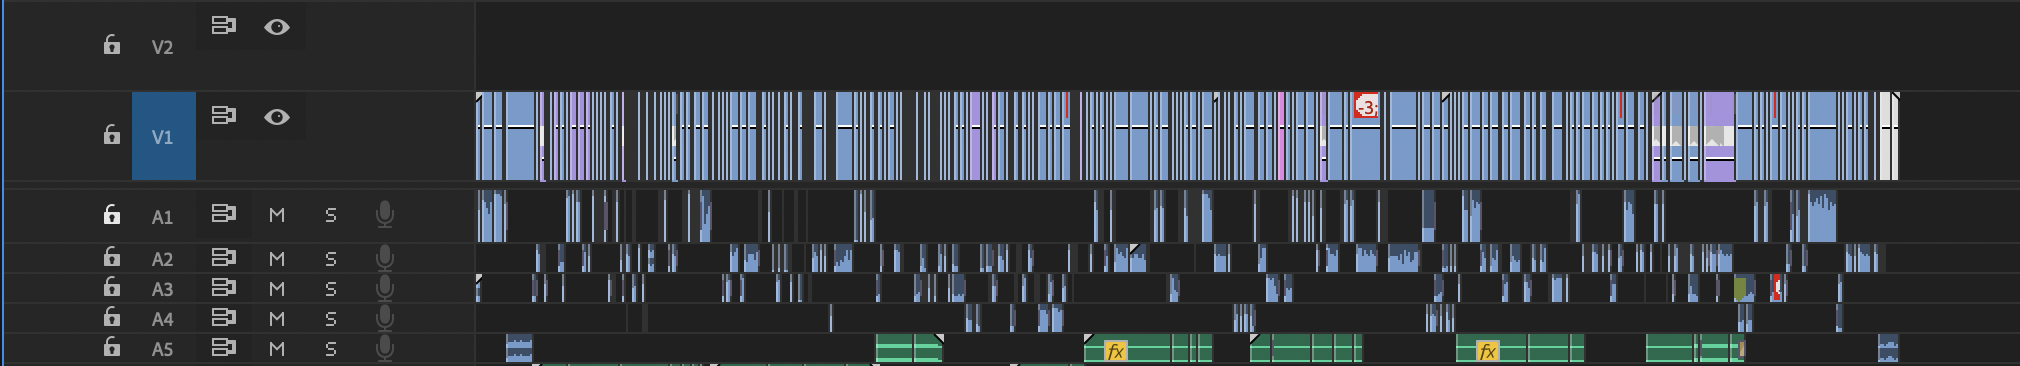 V2
V1
-3;
A1 M S
A2 M S
A3 M S
A4 M S
A5 M S fx fx